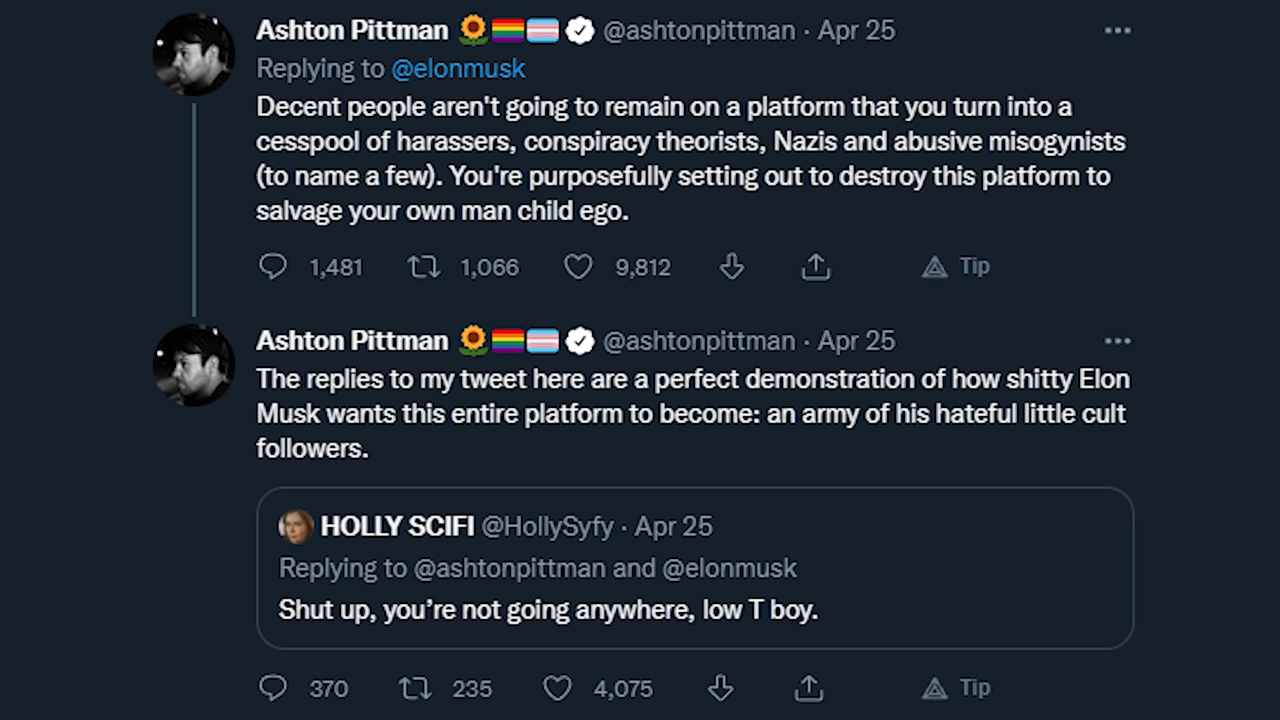 Ashton Pittman 🌻🏳️‍🌈🏳️‍⚧️ @ashtonpittman · Apr 25
Replying to @elonmusk
Decent people aren't going to remain on a platform that you turn into a
cesspool of harassers, conspiracy theorists, Nazis and abusive misogynists
(to name a few). You're purposefully setting out to destroy this platform to
salvage your own man child ego.
1,481 1,066 9,812 Tip
Ashton Pittman 🌻🏳️‍🌈🏳️‍⚧️ @ashtonpittman · Apr 25
The replies to my tweet here are a perfect demonstration of how shitty Elon
Musk wants this entire platform to become: an army of his hateful little cult
followers.
HOLLY SCIFI @HollySyfy · Apr 25
Replying to @ashtonpittman and @elonmusk
Shut up, you’re not going anywhere, low T boy.
370 235 4,075 Tip